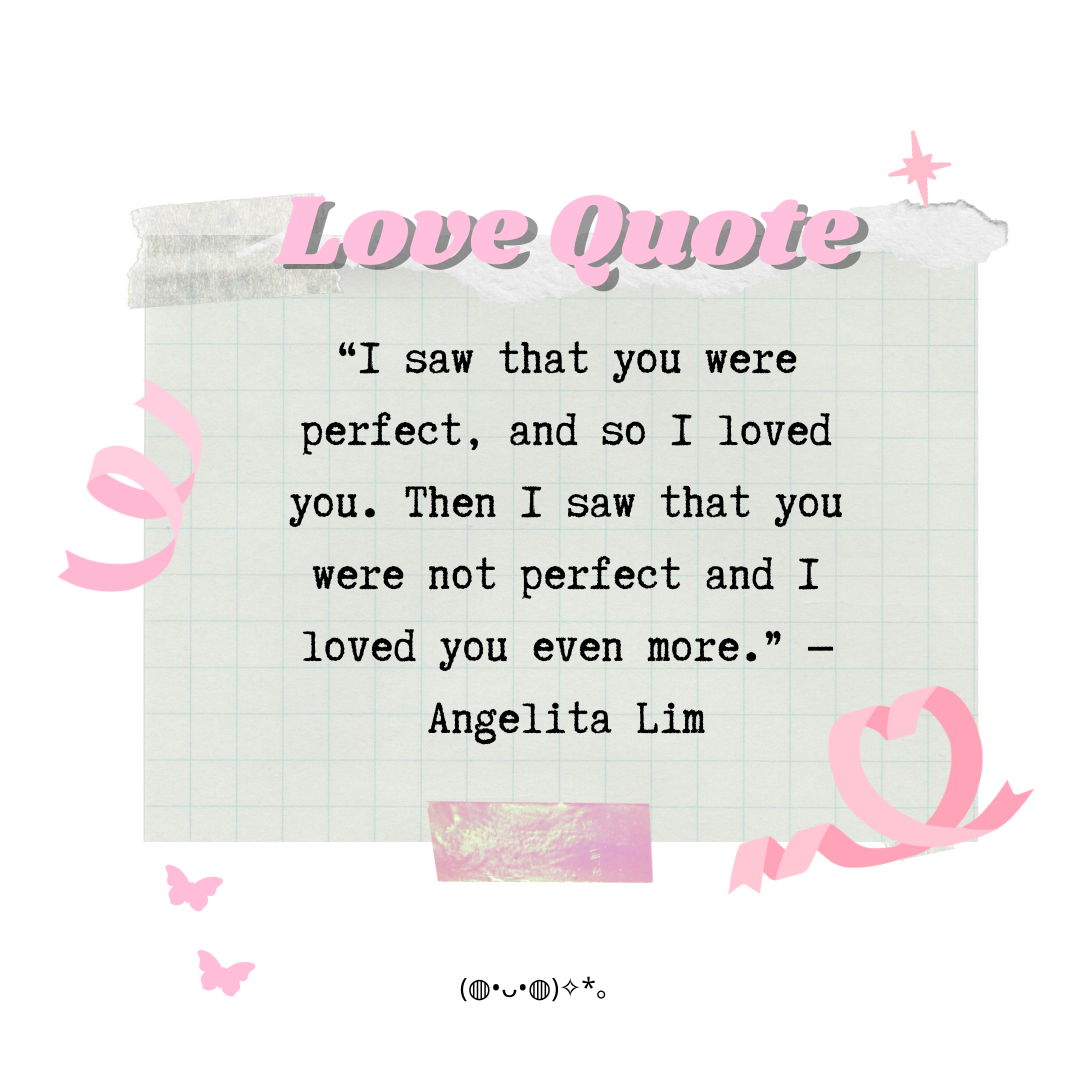 Love Quote
“I saw that you were
perfect, and so I loved
you. Then I saw that you
were not perfect and I
loved you even more.” —
Angelita Lim
(◍•ᴗ•◍)✧*。